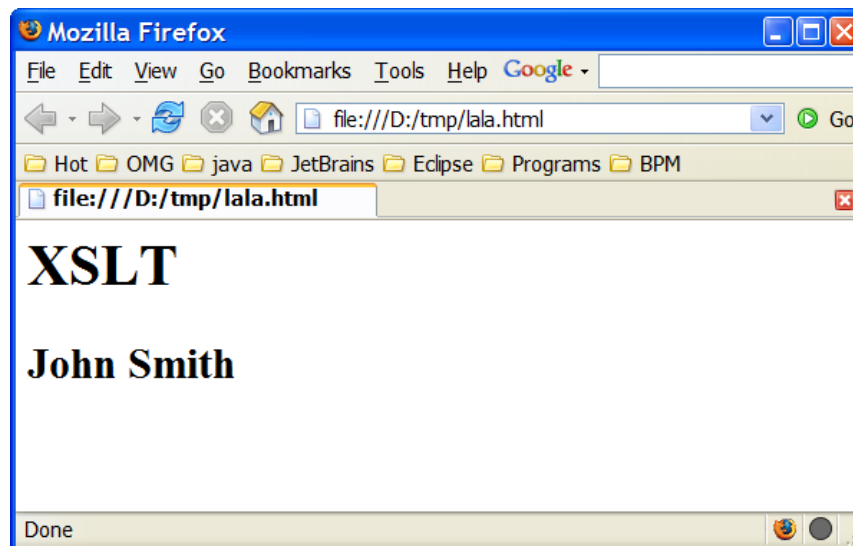 Mozilla Firefox
File Edit View Go Bookmarks Tools Help Google
file:///D:/tmp/lala.html Go
Hot OMG java JetBrains Eclipse Programs BPM
file:///D:/tmp/lala.html
XSLT
John Smith
Done